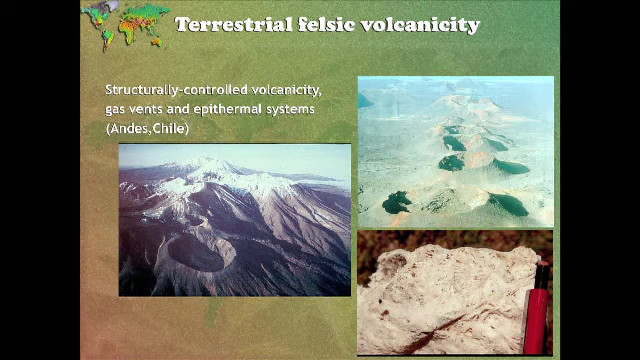 Terrestrial felsic volcanicity
Structurally-controlled volcanicity,
gas vents and epithermal systems
(Andes,Chile)